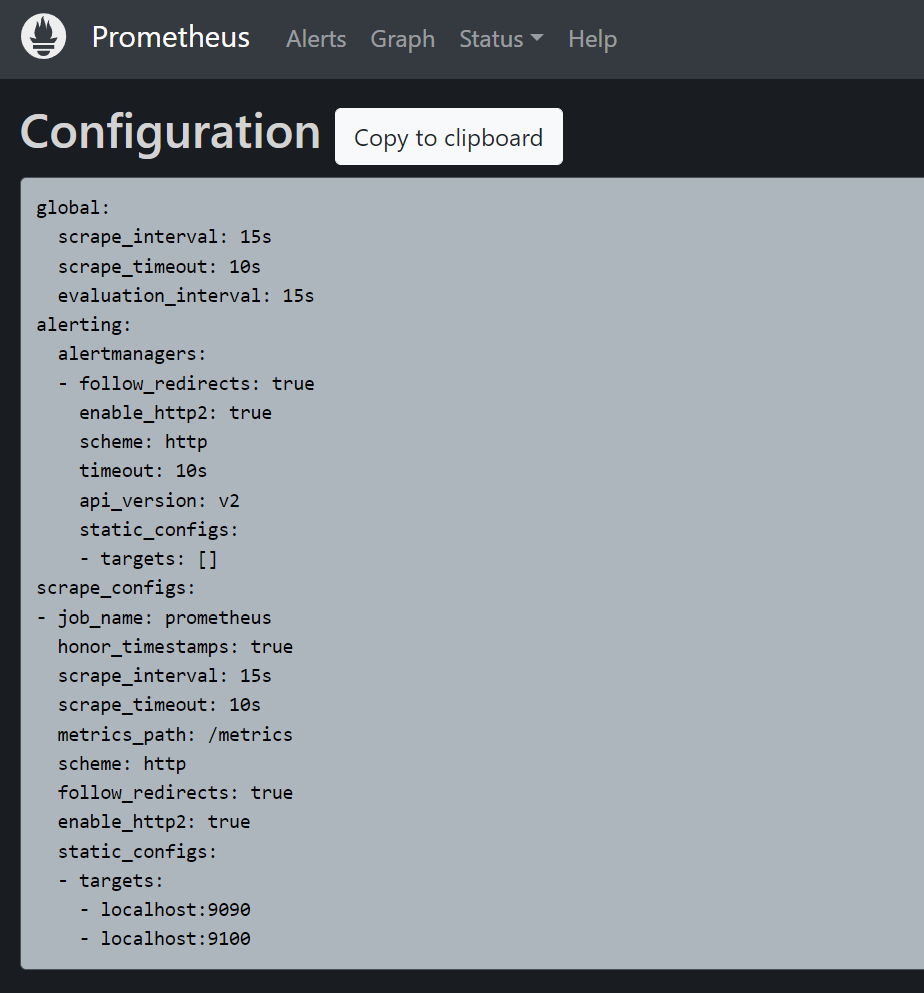 Prometheus Alerts Graph Status Help
Configuration Copy to clipboard
global:
  scrape_interval: 15s
  scrape_timeout: 10s
  evaluation_interval: 15s
alerting:
  alertmanagers:
  - follow_redirects: true
    enable_http2: true
    scheme: http
    timeout: 10s
    api_version: v2
    static_configs:
    - targets: []
scrape_configs:
- job_name: prometheus
  honor_timestamps: true
  scrape_interval: 15s
  scrape_timeout: 10s
  metrics_path: /metrics
  scheme: http
  follow_redirects: true
  enable_http2: true
  static_configs:
  - targets:
    - localhost:9090
    - localhost:9100